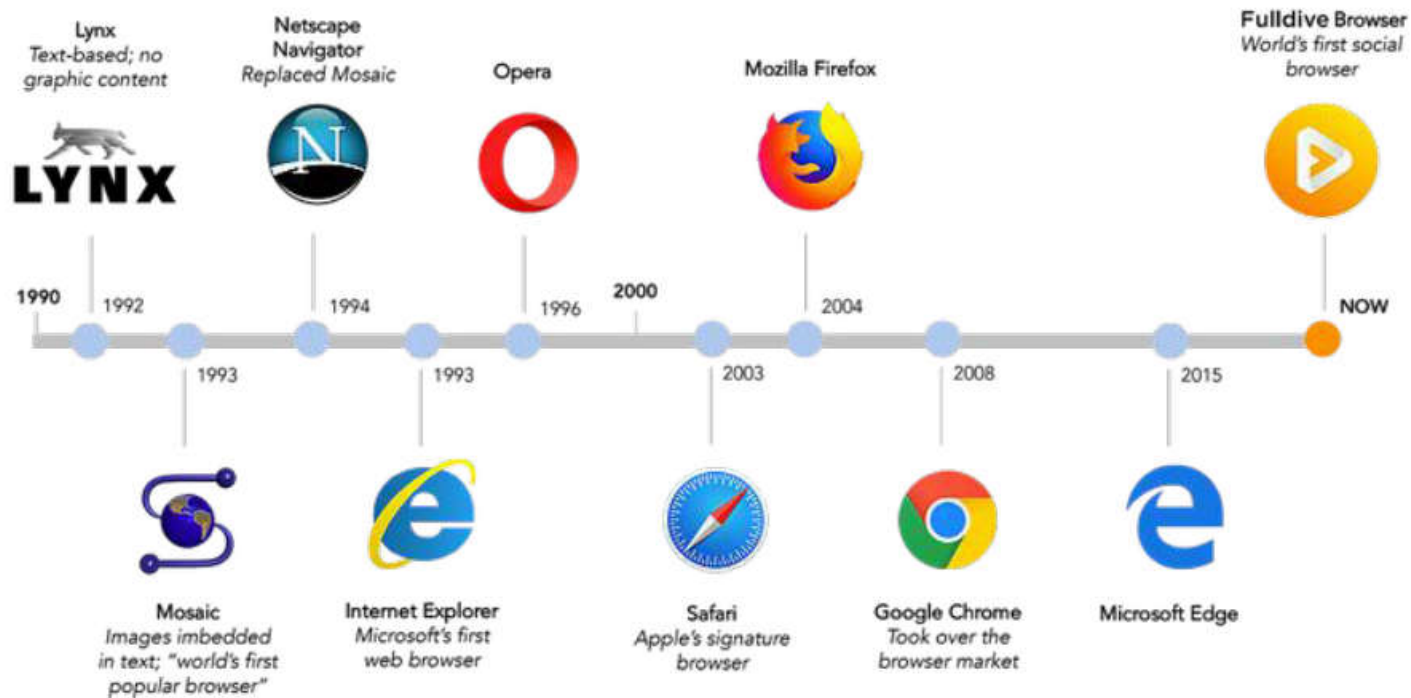 Lynx
Text-based; no
graphic content
LYNX
Netscape
Navigator
Replaced Mosaic
N
Opera
Mozilla Firefox
Fulldive Browser
World's first social
browser
1990
1992
1994
1996
2000
2004
NOW
1993
1993
2003
2008
2015
Mosaic
Images imbedded
in text; "world's first
popular browser"
Internet Explorer
Microsoft's first
web browser
Safari
Apple's signature
browser
Google Chrome
Took over the
browser market
Microsoft Edge